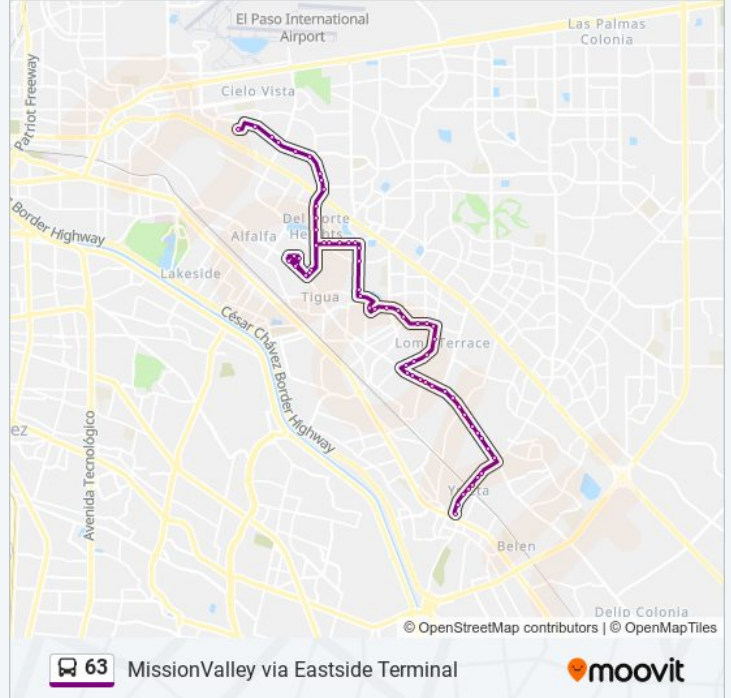 El Paso International
Airport
Las Palmas
Colonia
Patriot Freeway
Cielo Vista
Border Highway
Del Norte
Heights
Alfalfa
Lakeside
Tigua
César Chávez Border Highway
Loma Terrace
ez
Avenida Tecnológico
Ysleta
Belen
Delip Colonia
© OpenStreetMap contributors | © OpenMapTiles
63 MissionValley via Eastside Terminal
moovit